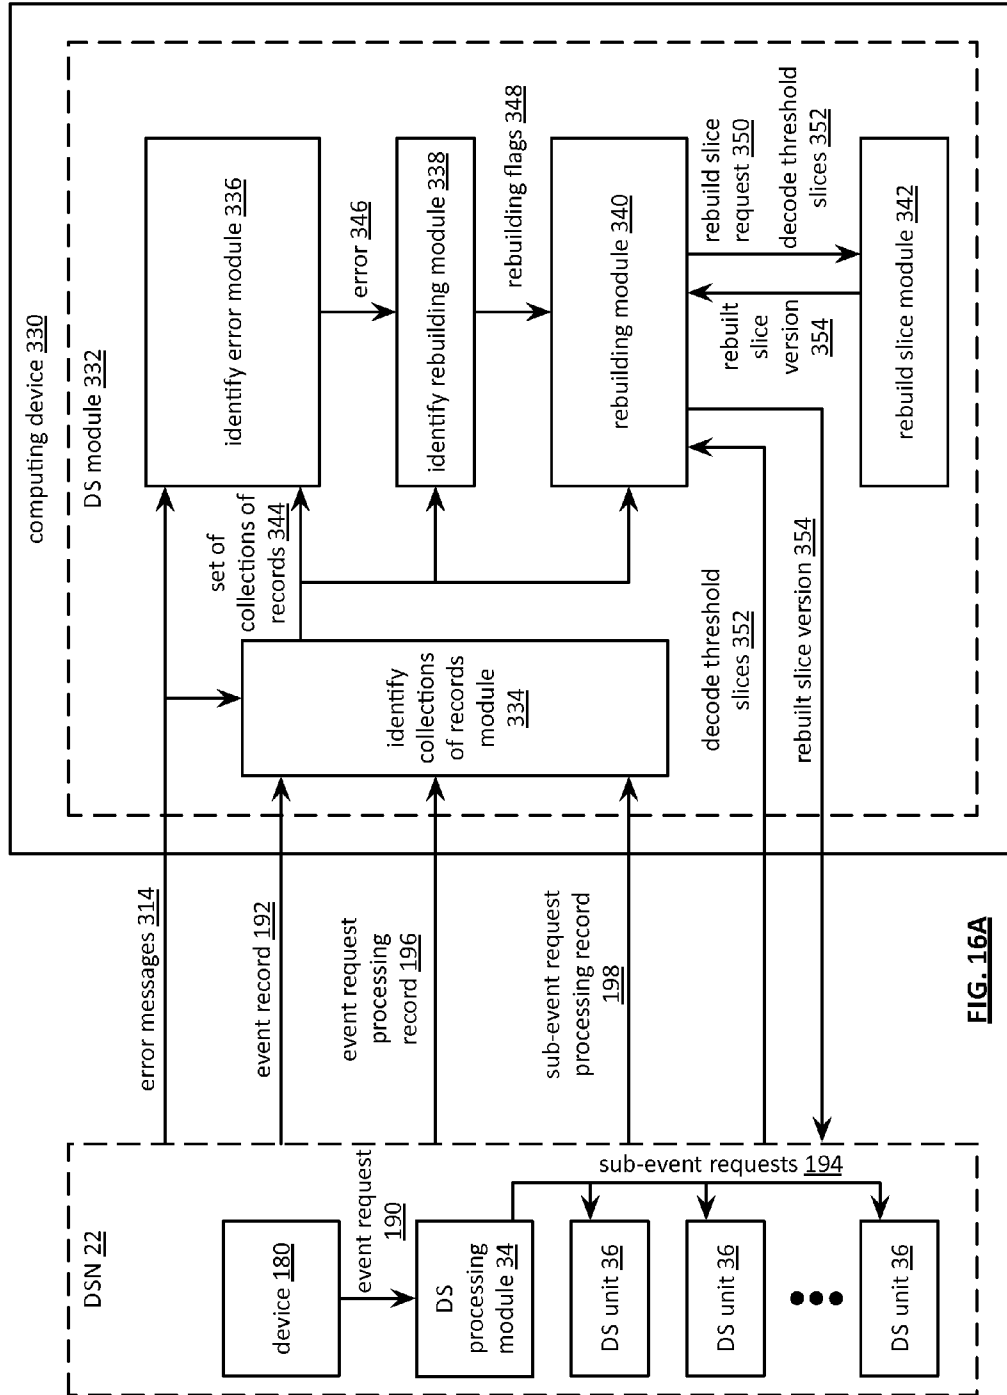 computing device 330
DS module 332
DSN 22
device 180
event request
190
DS
processing
module 34
sub-event requests 194
DS unit 36
DS unit 36
DS unit 36
error messages 314
event record 192
event request
processing
record 196
sub-event request
processing record
198
identify
collections
of records
module
334
set of
collections of
records 344
identify error module 336
error 346
identify rebuilding module 338
rebuilding flags 348
rebuilding module 340
rebuild slice
request 350
decode threshold
slices 352
rebuilt
slice
version
354
rebuild slice module 342
decode threshold
slices 352
rebuilt slice version 354
FIG. 16A